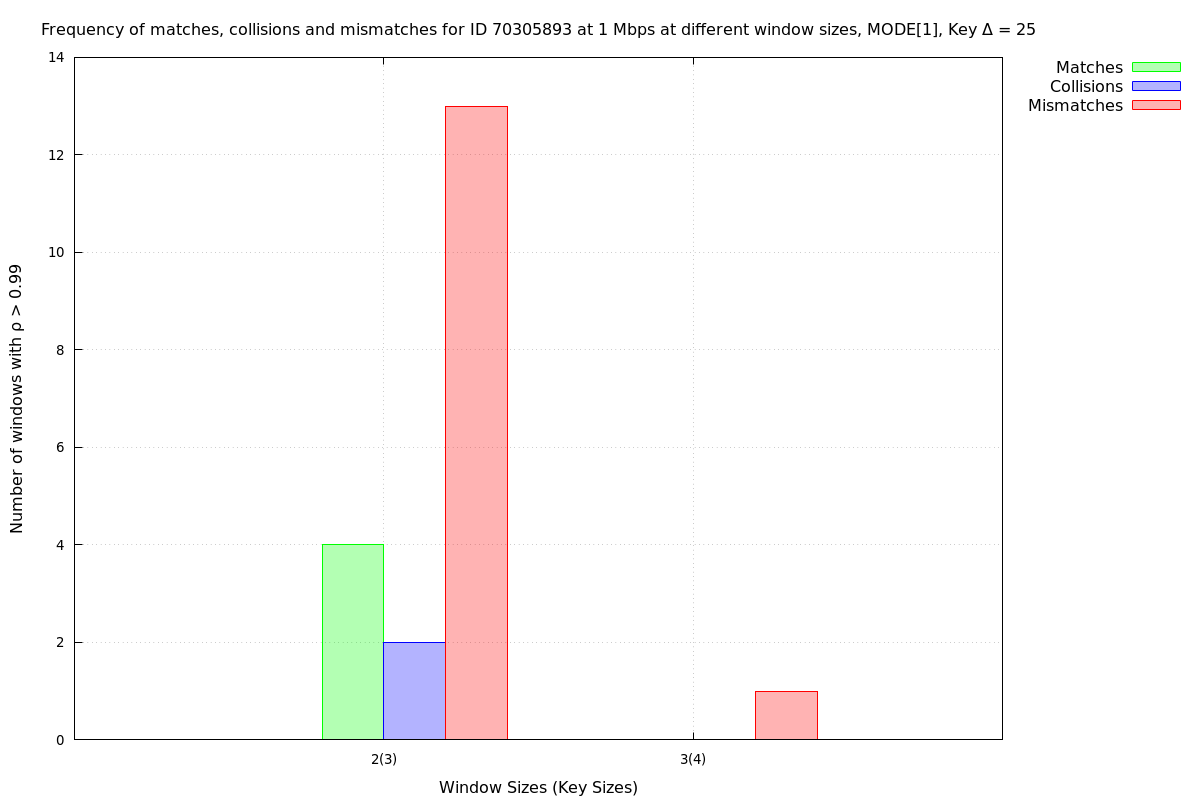 Frequency of matches, collisions and mismatches for ID 70305893 at 1 Mbps at different window sizes, MODE[1], Key Δ = 25
Matches
Collisions
Mismatches
Number of windows with ρ > 0.99
14
12
10
8
6
4
2
0
2(3)
3(4)
Window Sizes (Key Sizes)